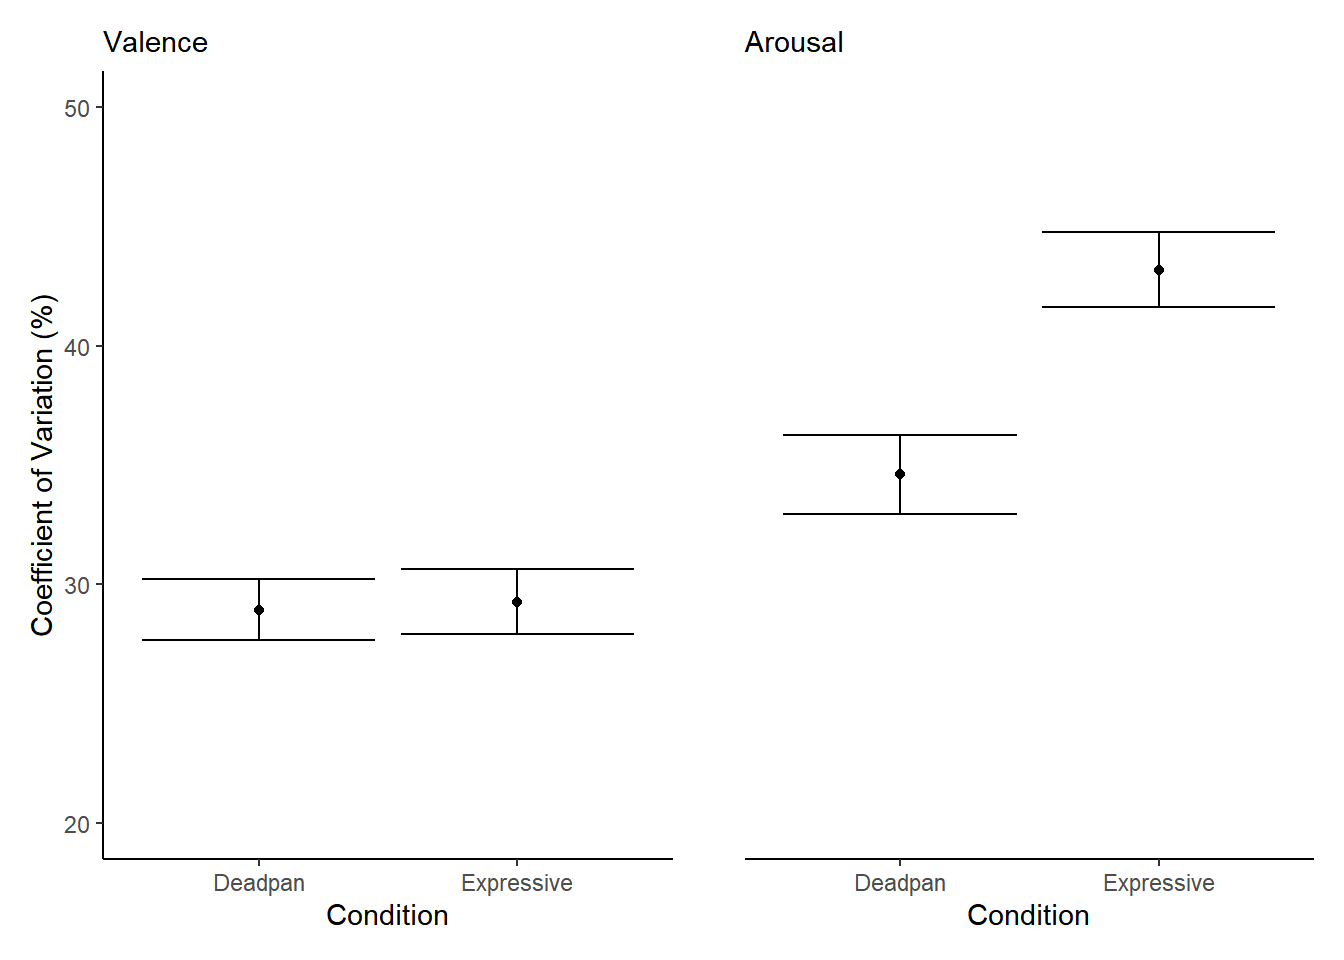 Valence
Arousal
Coefficient of Variation (%)
50
40
30
20
Deadpan
Expressive
Condition
Deadpan
Expressive
Condition